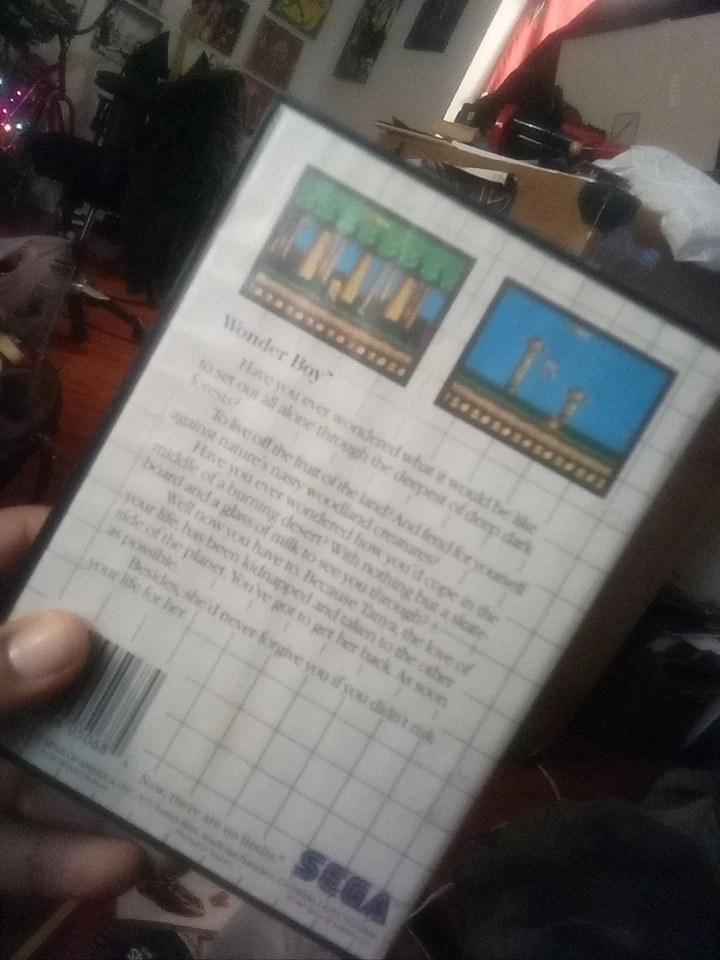 Wonder Boy™
Have you ever wondered what it would be like
to set out all alone through the deepest of deep dark
forests?
To live off the fruit of the land? And fend for yourself
against nature's nasty woodland creatures?
Have you ever wondered how you'd cope in the
middle of a burning desert? With nothing but a skate-
board and a glass of milk to see you through?
Well now you have to. Because Tanya, the love of
your life, has been kidnapped and taken to the other
side of the planet. You've got to get her back. As soon
as possible.
Besides, she'd never forgive you if you didn't risk
your life for her.
Now, there are no limits.
SEGA